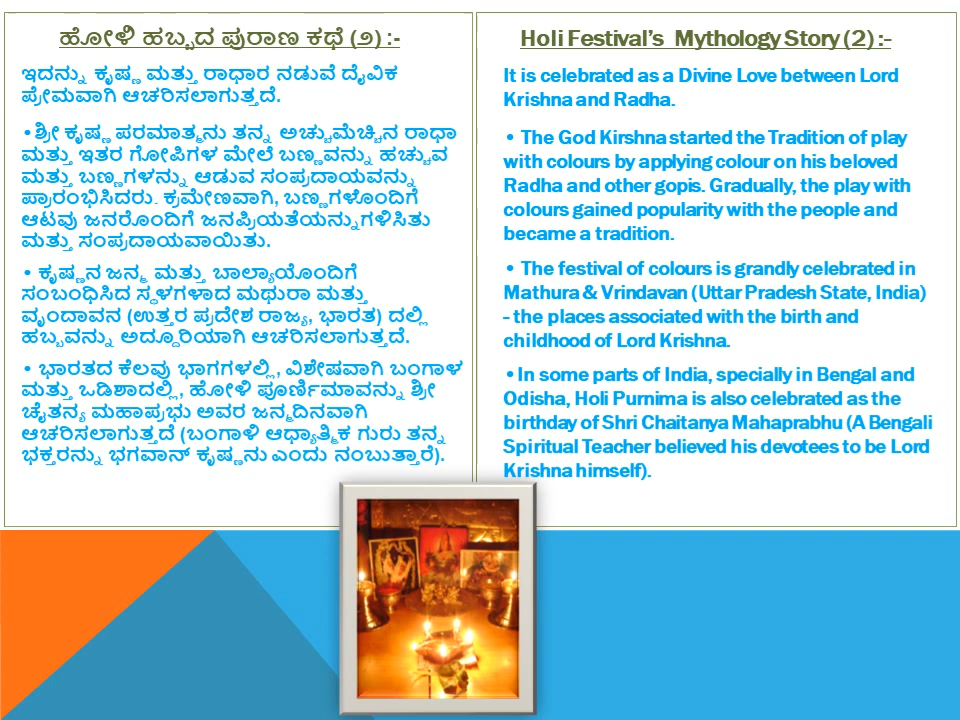 ಹೋಳಿ ಹಬ್ಬದ ಪುರಾಣ ಕಥೆ (೨) :-
ಇದನ್ನು ಕೃಷ್ಣ ಮತ್ತು ರಾಧಾರ ನಡುವೆ ದೈವಿಕ
ಪ್ರೇಮವಾಗಿ ಆಚರಿಸಲಾಗುತ್ತದೆ.
•ಶ್ರೀ ಕೃಷ್ಣ ಪರಮಾತ್ಮನು ತನ್ನ ಅಚ್ಚುಮೆಚ್ಚಿನ ರಾಧಾ
ಮತ್ತು ಇತರ ಗೋಪಿಗಳ ಮೇಲೆ ಬಣ್ಣವನ್ನು ಹಚ್ಚುವ
ಮತ್ತು ಬಣ್ಣಗಳನ್ನು ಆಡುವ ಸಂಪ್ರದಾಯವನ್ನು
ಪ್ರಾರಂಭಿಸಿದರು. ಕ್ರಮೇಣವಾಗಿ, ಬಣ್ಣಗಳೊಂದಿಗೆ
ಆಟವು ಜನರೊಂದಿಗೆ ಜನಪ್ರಿಯತೆಯನ್ನುಗಳಿಸಿತು
ಮತ್ತು ಸಂಪ್ರದಾಯವಾಯಿತು.
• ಕೃಷ್ಣನ ಜನ್ಮ ಮತ್ತು ಬಾಲ್ಯಾಯೊಂದಿಗೆ
ಸಂಬಂಧಿಸಿದ ಸ್ಥಳಗಳಾದ ಮಥುರಾ ಮತ್ತು
ವೃಂದಾವನ (ಉತ್ತರ ಪ್ರದೇಶ ರಾಜ್ಯ, ಭಾರತ) ದಲ್ಲಿ
ಹಬ್ಬವನ್ನು ಅದ್ದೂರಿಯಾಗಿ ಆಚರಿಸಲಾಗುತ್ತದೆ.
• ಭಾರತದ ಕೆಲವು ಭಾಗಗಳಲ್ಲಿ, ವಿಶೇಷವಾಗಿ ಬಂಗಾಳ
ಮತ್ತು ಒಡಿಶಾದಲ್ಲಿ, ಹೋಳಿ ಪೂರ್ಣಿಮಾವನ್ನು ಶ್ರೀ
ಚೈತನ್ಯ ಮಹಾಪ್ರಭು ಅವರ ಜನ್ಮದಿನವಾಗಿ
ಆಚರಿಸಲಾಗುತ್ತದೆ (ಬಂಗಾಳಿ ಆಧ್ಯಾತ್ಮಿಕ ಗುರು ತನ್ನ
ಭಕ್ತರನ್ನು ಭಗವಾನ್ ಕೃಷ್ಣನು ಎಂದು ನಂಬುತ್ತಾರೆ).
Holi Festival’s Mythology Story (2) :-
It is celebrated as a Divine Love between Lord
Krishna and Radha.
• The God Kirshna started the Tradition of play
with colours by applying colour on his beloved
Radha and other gopis. Gradually, the play with
colours gained popularity with the people and
became a tradition.
• The festival of colours is grandly celebrated in
Mathura & Vrindavan (Uttar Pradesh State, India)
– the places associated with the birth and
childhood of Lord Krishna.
•In some parts of India, specially in Bengal and
Odisha, Holi Purnima is also celebrated as the
birthday of Shri Chaitanya Mahaprabhu (A Bengali
Spiritual Teacher believed his devotees to be Lord
Krishna himself).